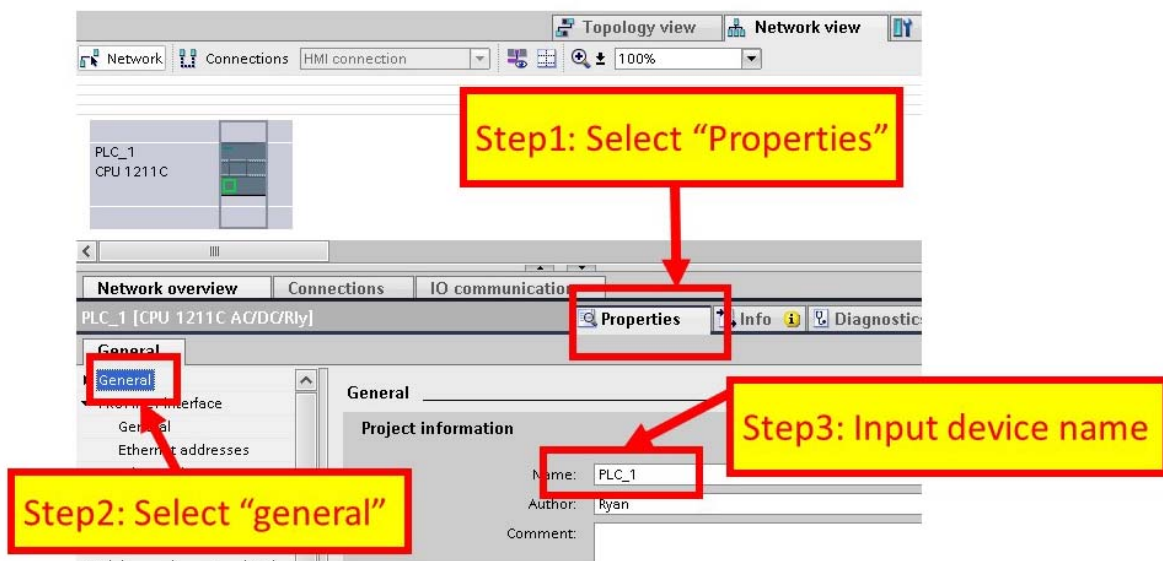 Topology view Network view
Network Connections HMI connection 100%
Step1: Select “Properties”
PLC_1
CPU 1211C
Network overview Connections IO communication
PLC_1 [CPU 1211C AC/DC/Rly] Properties Info Diagnostic
General
General
General
Project information
General
Ethernet addresses
Step3: Input device name
Name: PLC_1
Step2: Select “general”
Author: Ryan
Comment: